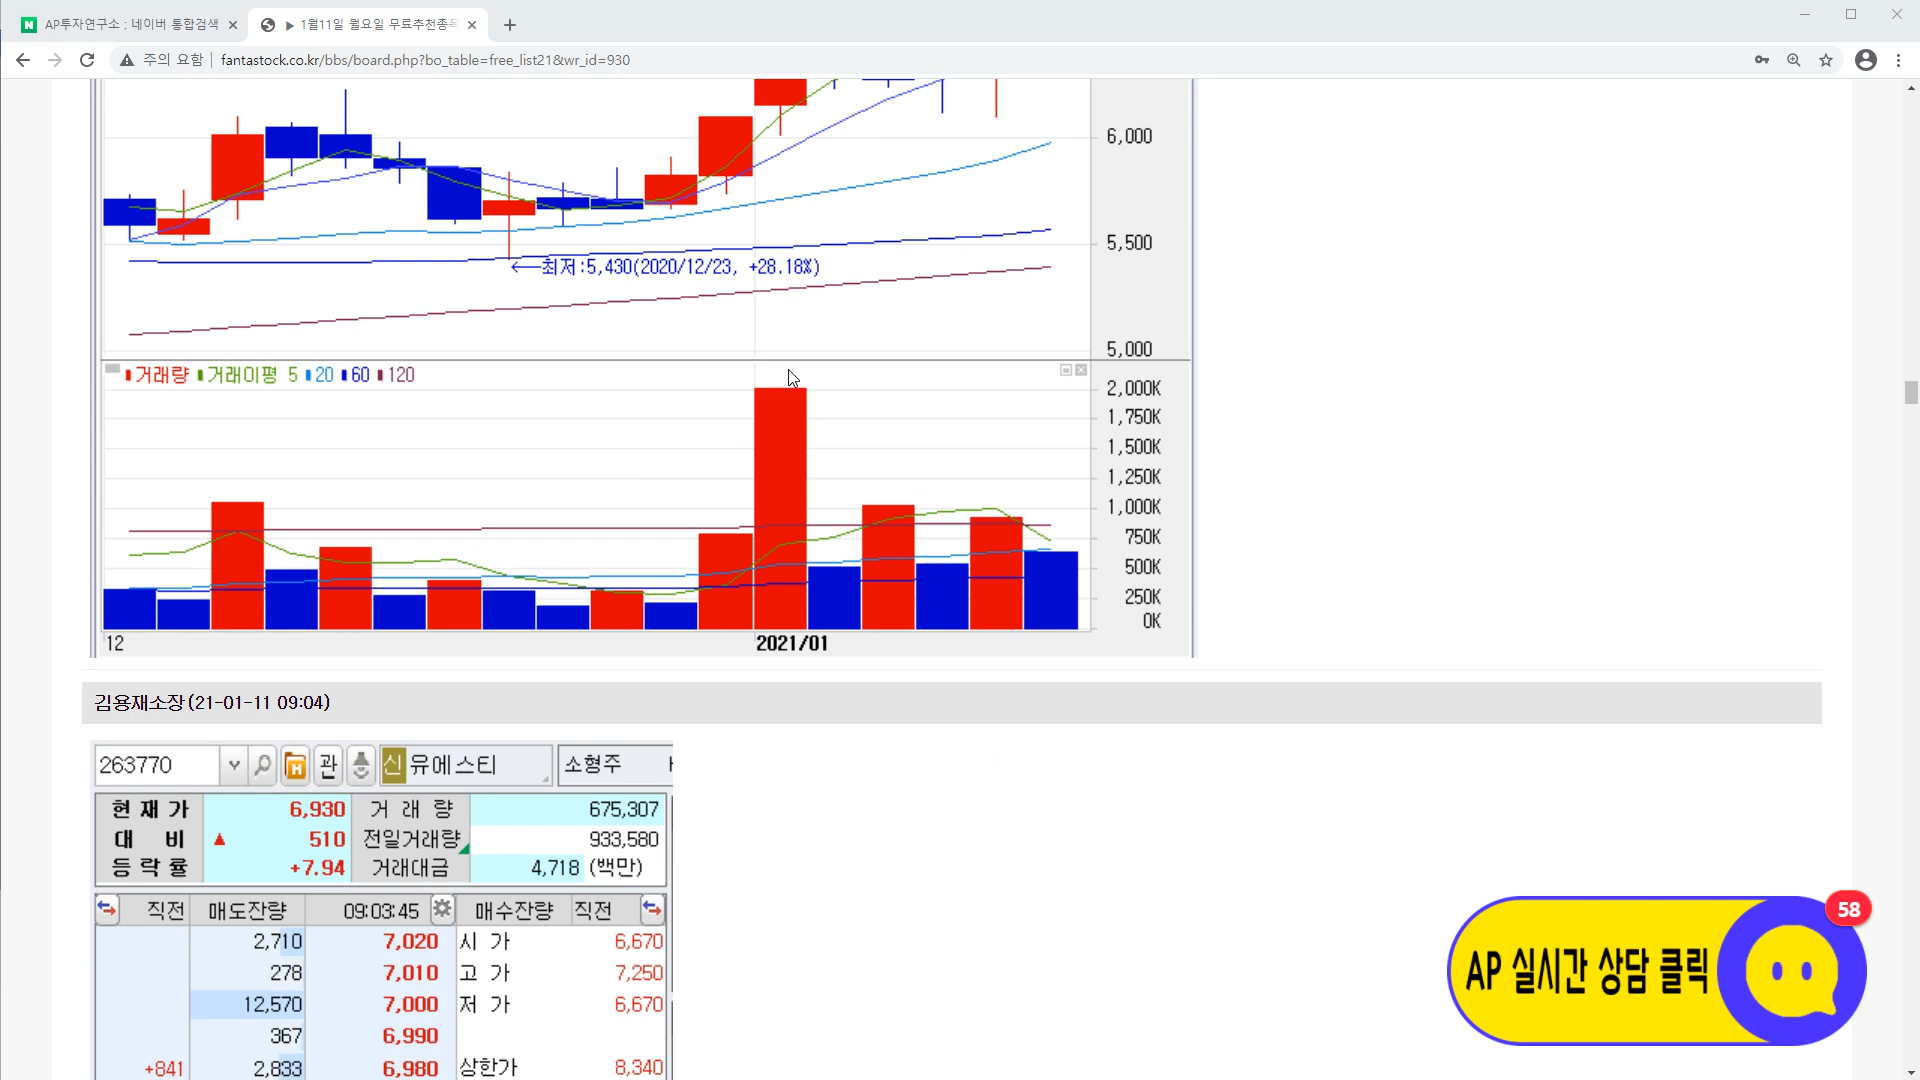 AP투자연구소 : 네이버 통합검색
▶ 1월11일 월요일 무료추천종목
주의 요함
fantastock.co.kr/bbs/board.php?bo_table=free_list21&wr_id=930
6,000
5,500
←최저:5,430(2020/12/23, +28.18%)
5,000
거래량 거래이평 5 20 60 120
2,000K
1,750K
1,500K
1,250K
1,000K
750K
500K
250K
0K
12 2021/01
김용재소장(21-01-11 09:04)
263770 관 신 유에스티 소형주
현재가 6,930 거래량 675,307
대비 ▲ 510 전일거래량 933,580
등락률 +7.94 거래대금 4,718 (백만)
직전 매도잔량 09:03:45 매수잔량 직전
2,710 7,020 시가 6,670
278 7,010 고가 7,250
12,570 7,000 저가 6,670
367 6,990
+841 2,833 6,980 상한가 8,340
AP 실시간 상담 클릭
58